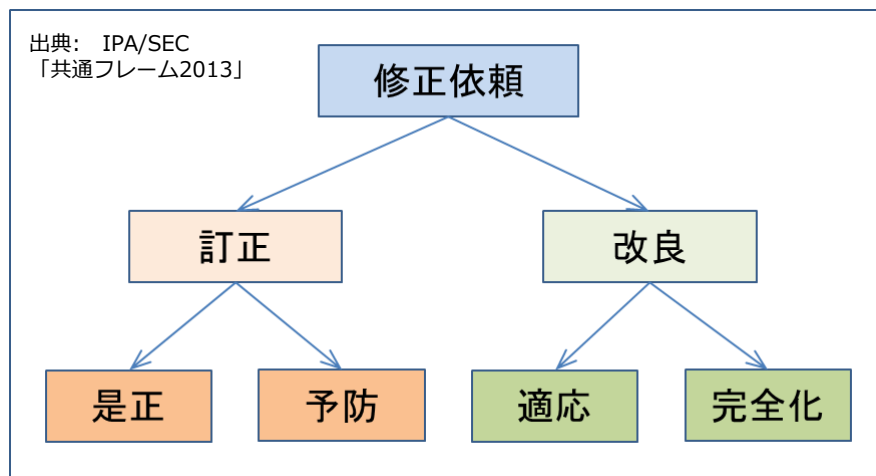 出典: IPA/SEC
「共通フレーム2013」
修正依頼
訂正
改良
是正
予防
適応
完全化